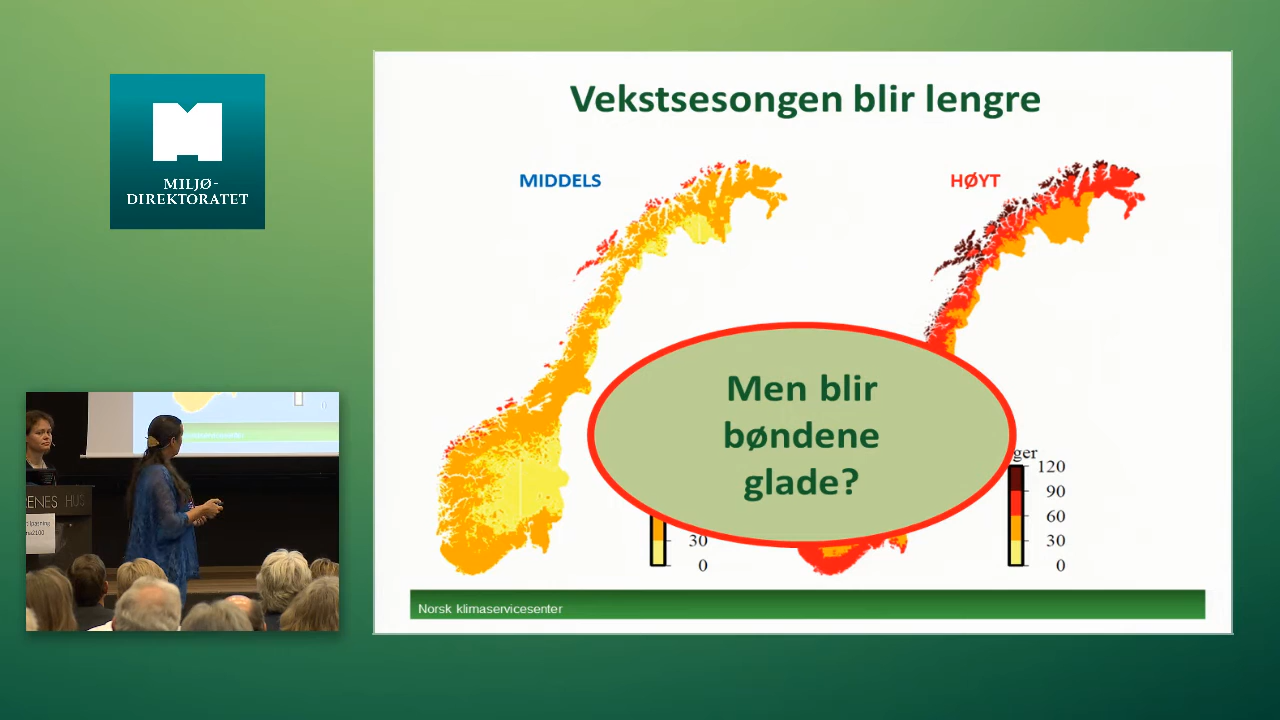 MILJØ-
DIREKTORATET
Vekstsesongen blir lengre
MIDDELS
HØYT
Men blir
bøndene
glade?
30
0
120
90
60
30
0
Norsk klimaservicesenter